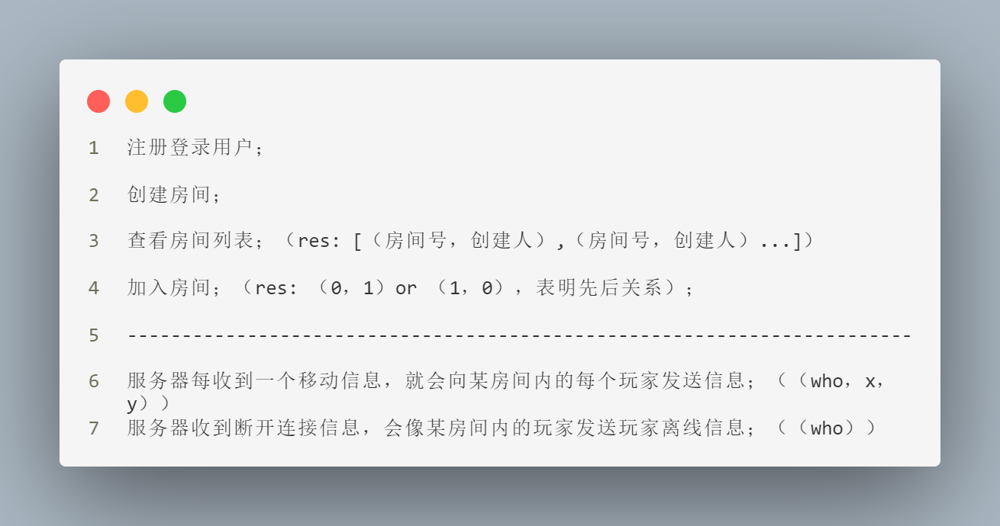 1 注册登录用户；
2 创建房间；
3 查看房间列表；（res: [（房间号，创建人）,（房间号，创建人）...]）
4 加入房间；（res: （0，1）or （1，0），表明先后关系）；
5 ------------------------------------------------------------------------
6 服务器每收到一个移动信息，就会向某房间内的每个玩家发送信息；（（who，x，
y））
7 服务器收到断开连接信息，会像某房间内的玩家发送玩家离线信息；（（who））